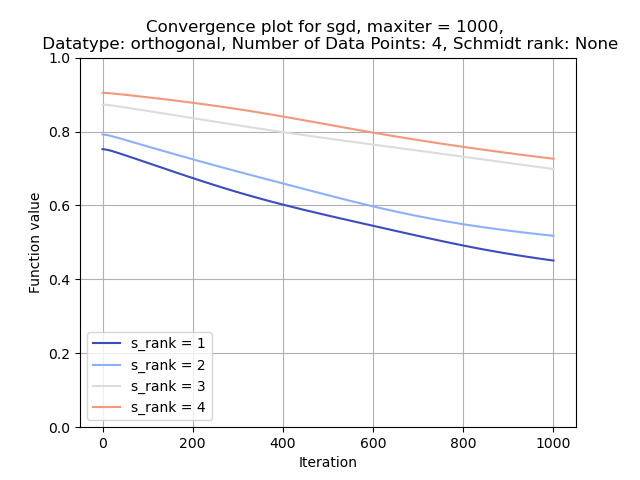 Convergence plot for sgd, maxiter = 1000,
Datatype: orthogonal, Number of Data Points: 4, Schmidt rank: None
1.0
0.8
0.6
0.4
0.2
0.0
Function value
s_rank = 1
s_rank = 2
s_rank = 3
s_rank = 4
0 200 400 600 800 1000
Iteration